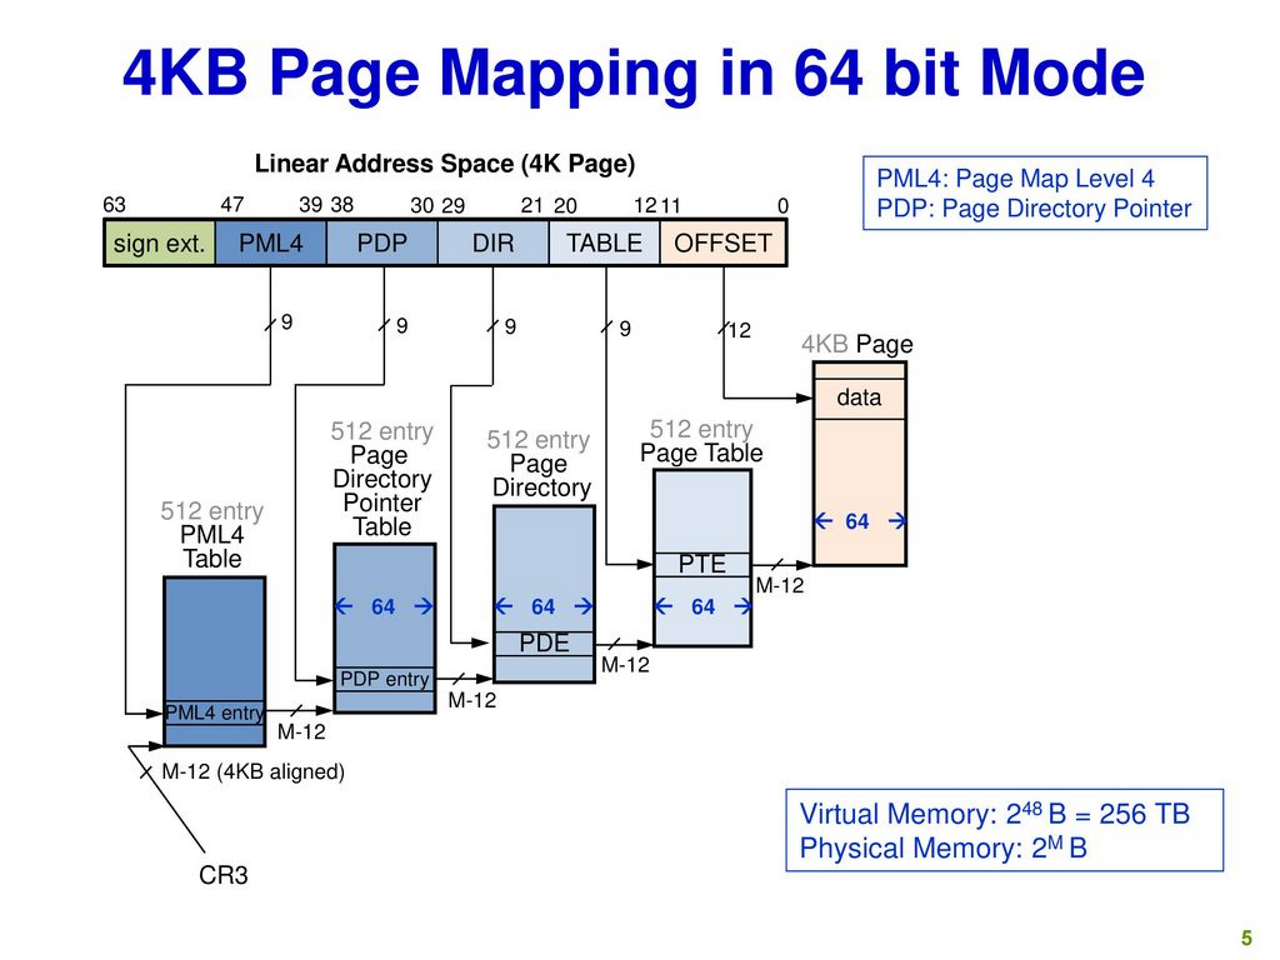 4KB Page Mapping in 64 bit Mode
Linear Address Space (4K Page)
PML4: Page Map Level 4
PDP: Page Directory Pointer
63 47 39 38 30 29 21 20 12 11 0
sign ext. PML4 PDP DIR TABLE OFFSET
9 9 9 9 12
4KB Page
data
64
512 entry
Page Table
PTE
64
M-12
512 entry
Page
Directory
64
PDE
M-12
512 entry
Page
Directory
Pointer
Table
64
PDP entry
M-12
512 entry
PML4
Table
PML4 entry
M-12
M-12 (4KB aligned)
CR3
Virtual Memory: 2⁴⁸ B = 256 TB
Physical Memory: 2ᴹ B
5